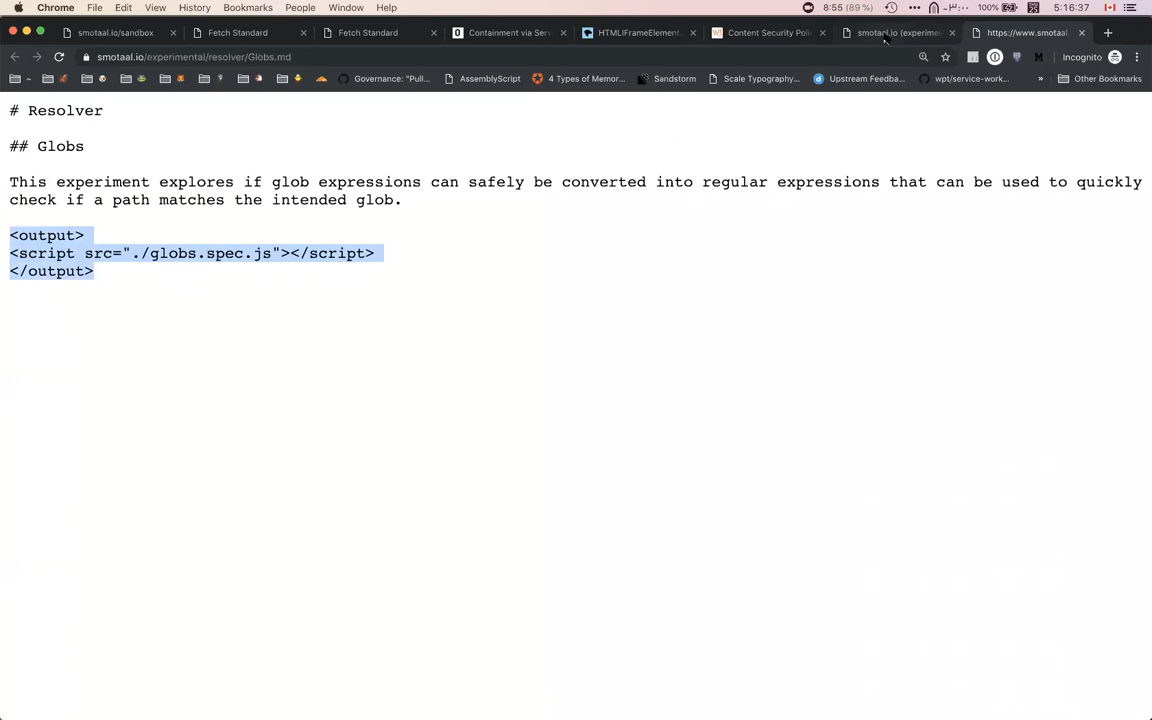 Chrome File Edit View History Bookmarks People Window Help 8:55 (89 %) 100% 5:16:37
smotaal.io/sandbox Fetch Standard Fetch Standard Containment via Serv HTMLIFrameElement. Content Security Poli smotaal.io (experimen https://www.smotaal.
smotaal.io/experimental/resolver/Globs.md Incognito
Governance: "Pull... AssemblyScript 4 Types of Memor... Sandstorm Scale Typography,... Upstream Feedba... wpt/service-work... » Other Bookmarks
# Resolver
## Globs
This experiment explores if glob expressions can safely be converted into regular expressions that can be used to quickly
check if a path matches the intended glob.
<output>
<script src="./globs.spec.js"></script>
</output>